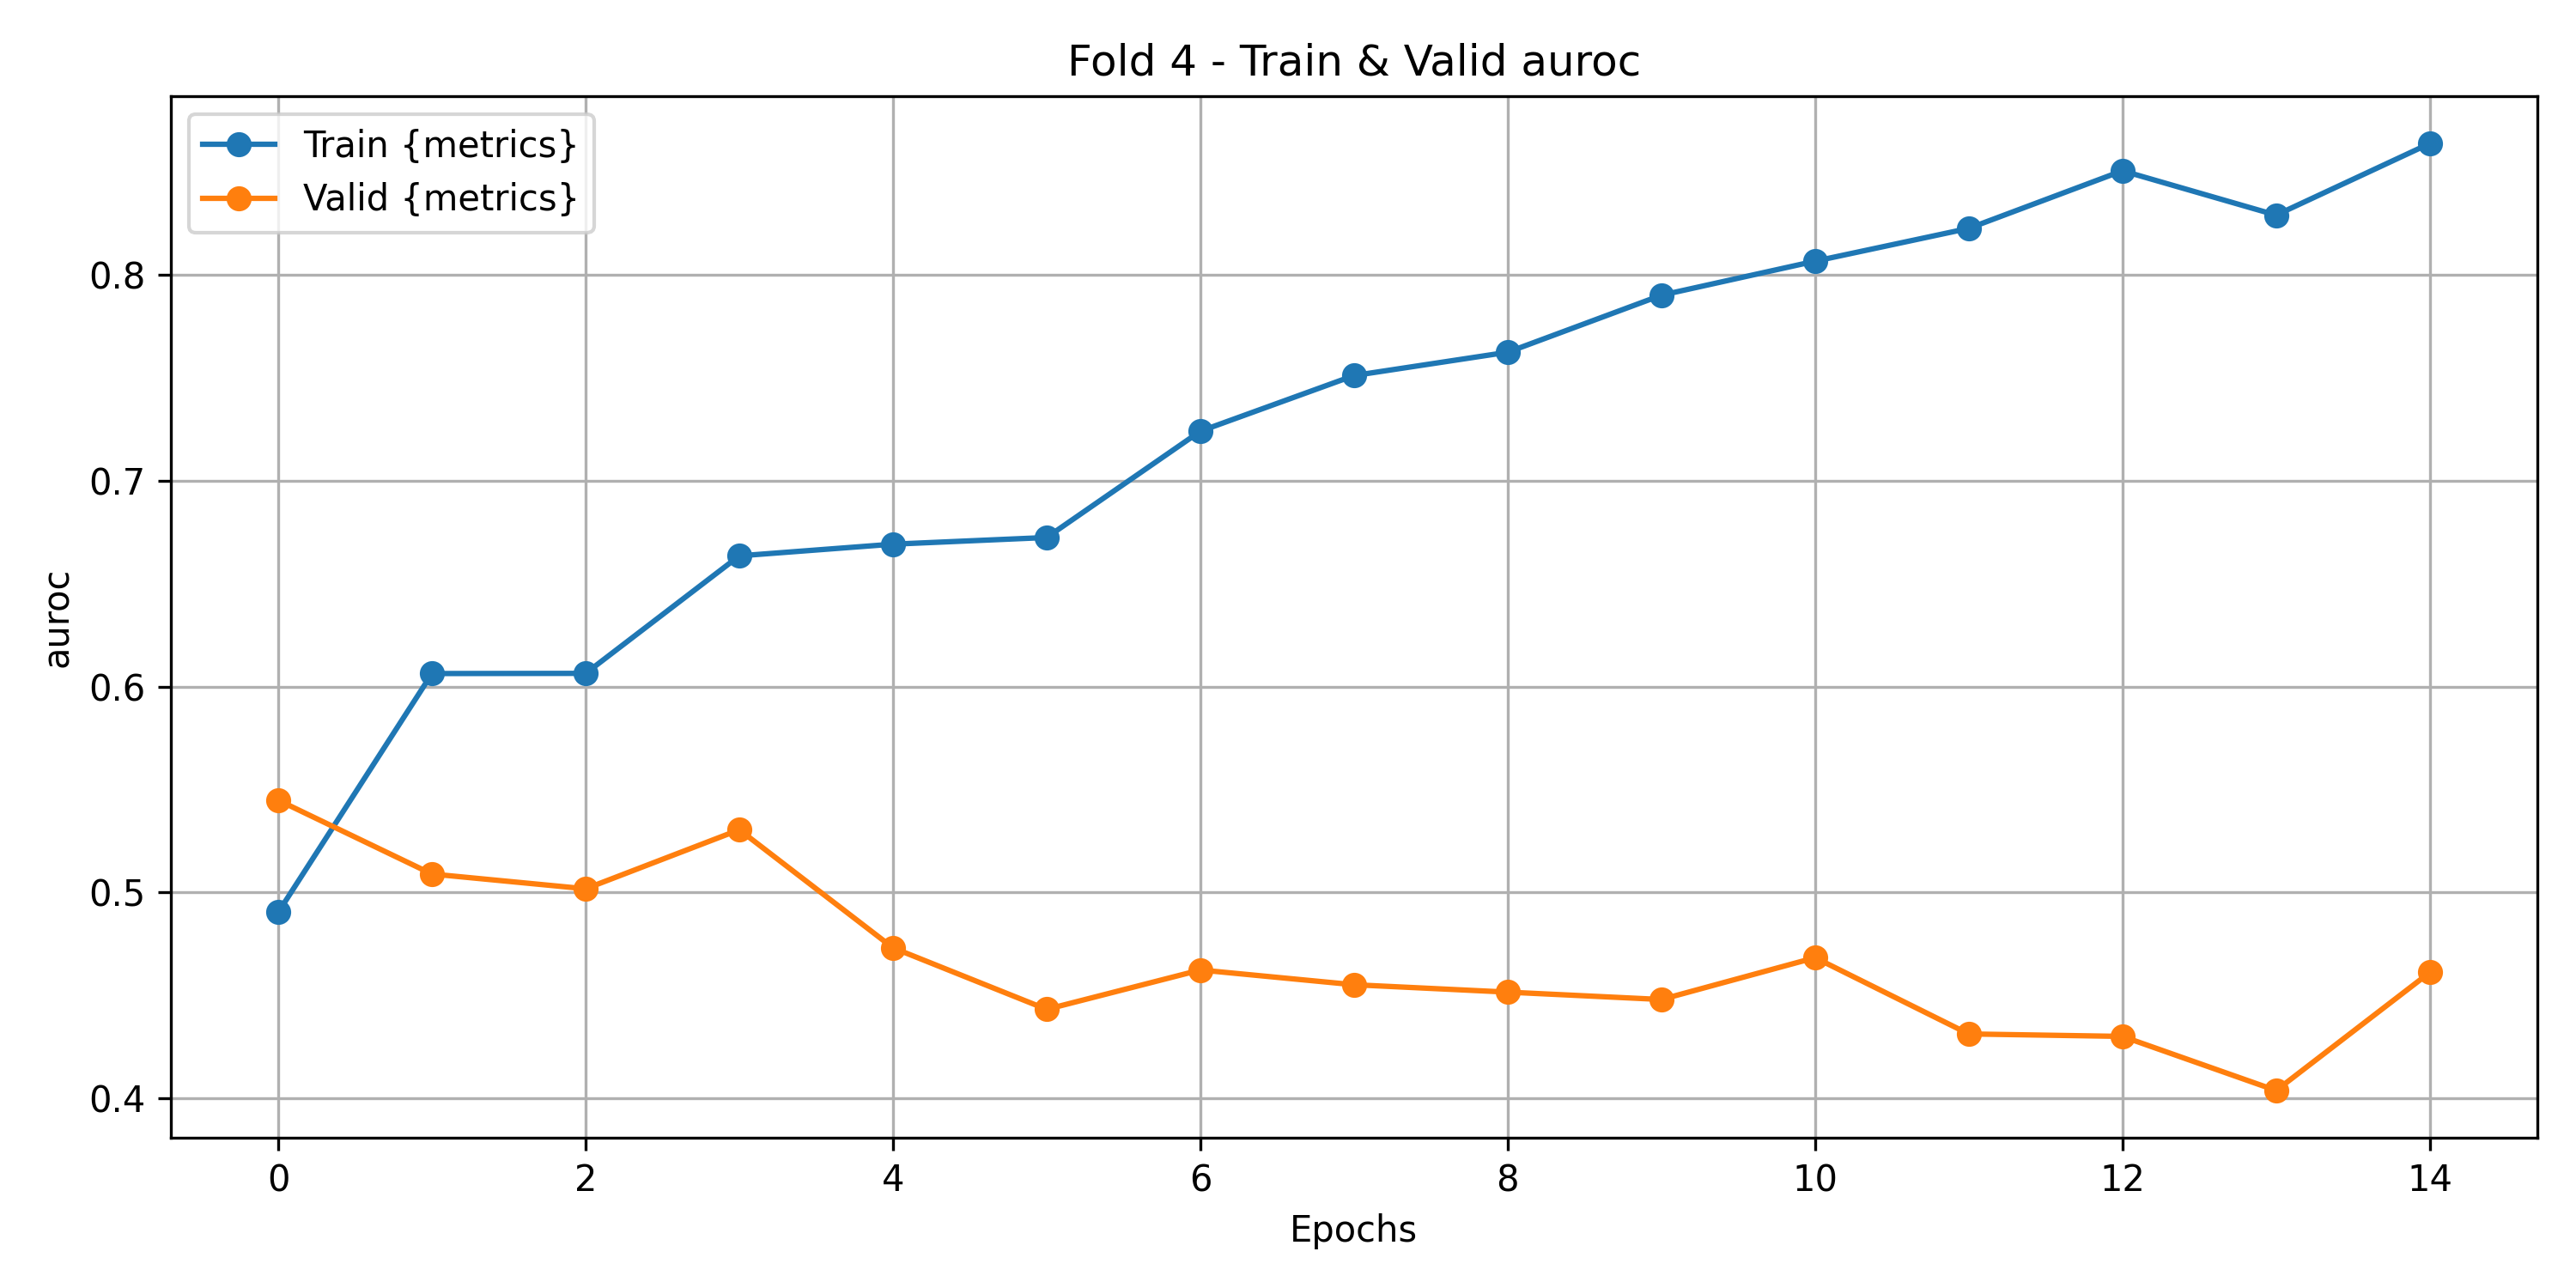 Fold 4 - Train & Valid auroc
Train {metrics}
Valid {metrics}
auroc
0.8
0.7
0.6
0.5
0.4
0 2 4 6 8 10 12 14
Epochs